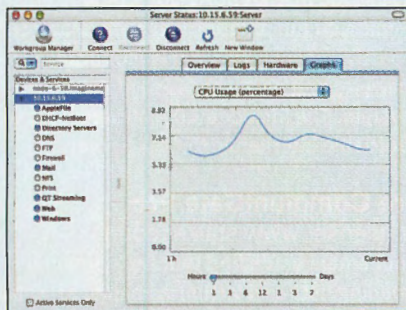 Server Status:10.15.6.59:Server
Workgroup Manager
Connect
Reconnect
Disconnect
Refresh
New Window
Overview
Logs
Hardware
Graphs
Devices & Services
10.15.6.59
AppleFile
DHCP-NetBoot
Directory Servers
DNS
FTP
Firewall
Mail
NFS
Print
QT Streaming
Web
Windows
Active Services Only
CPU Usage (percentage)
8.92
7.14
5.35
3.57
1.78
0.00
1 h
Current
Hours
Days
1 3 6 12 1 3 7